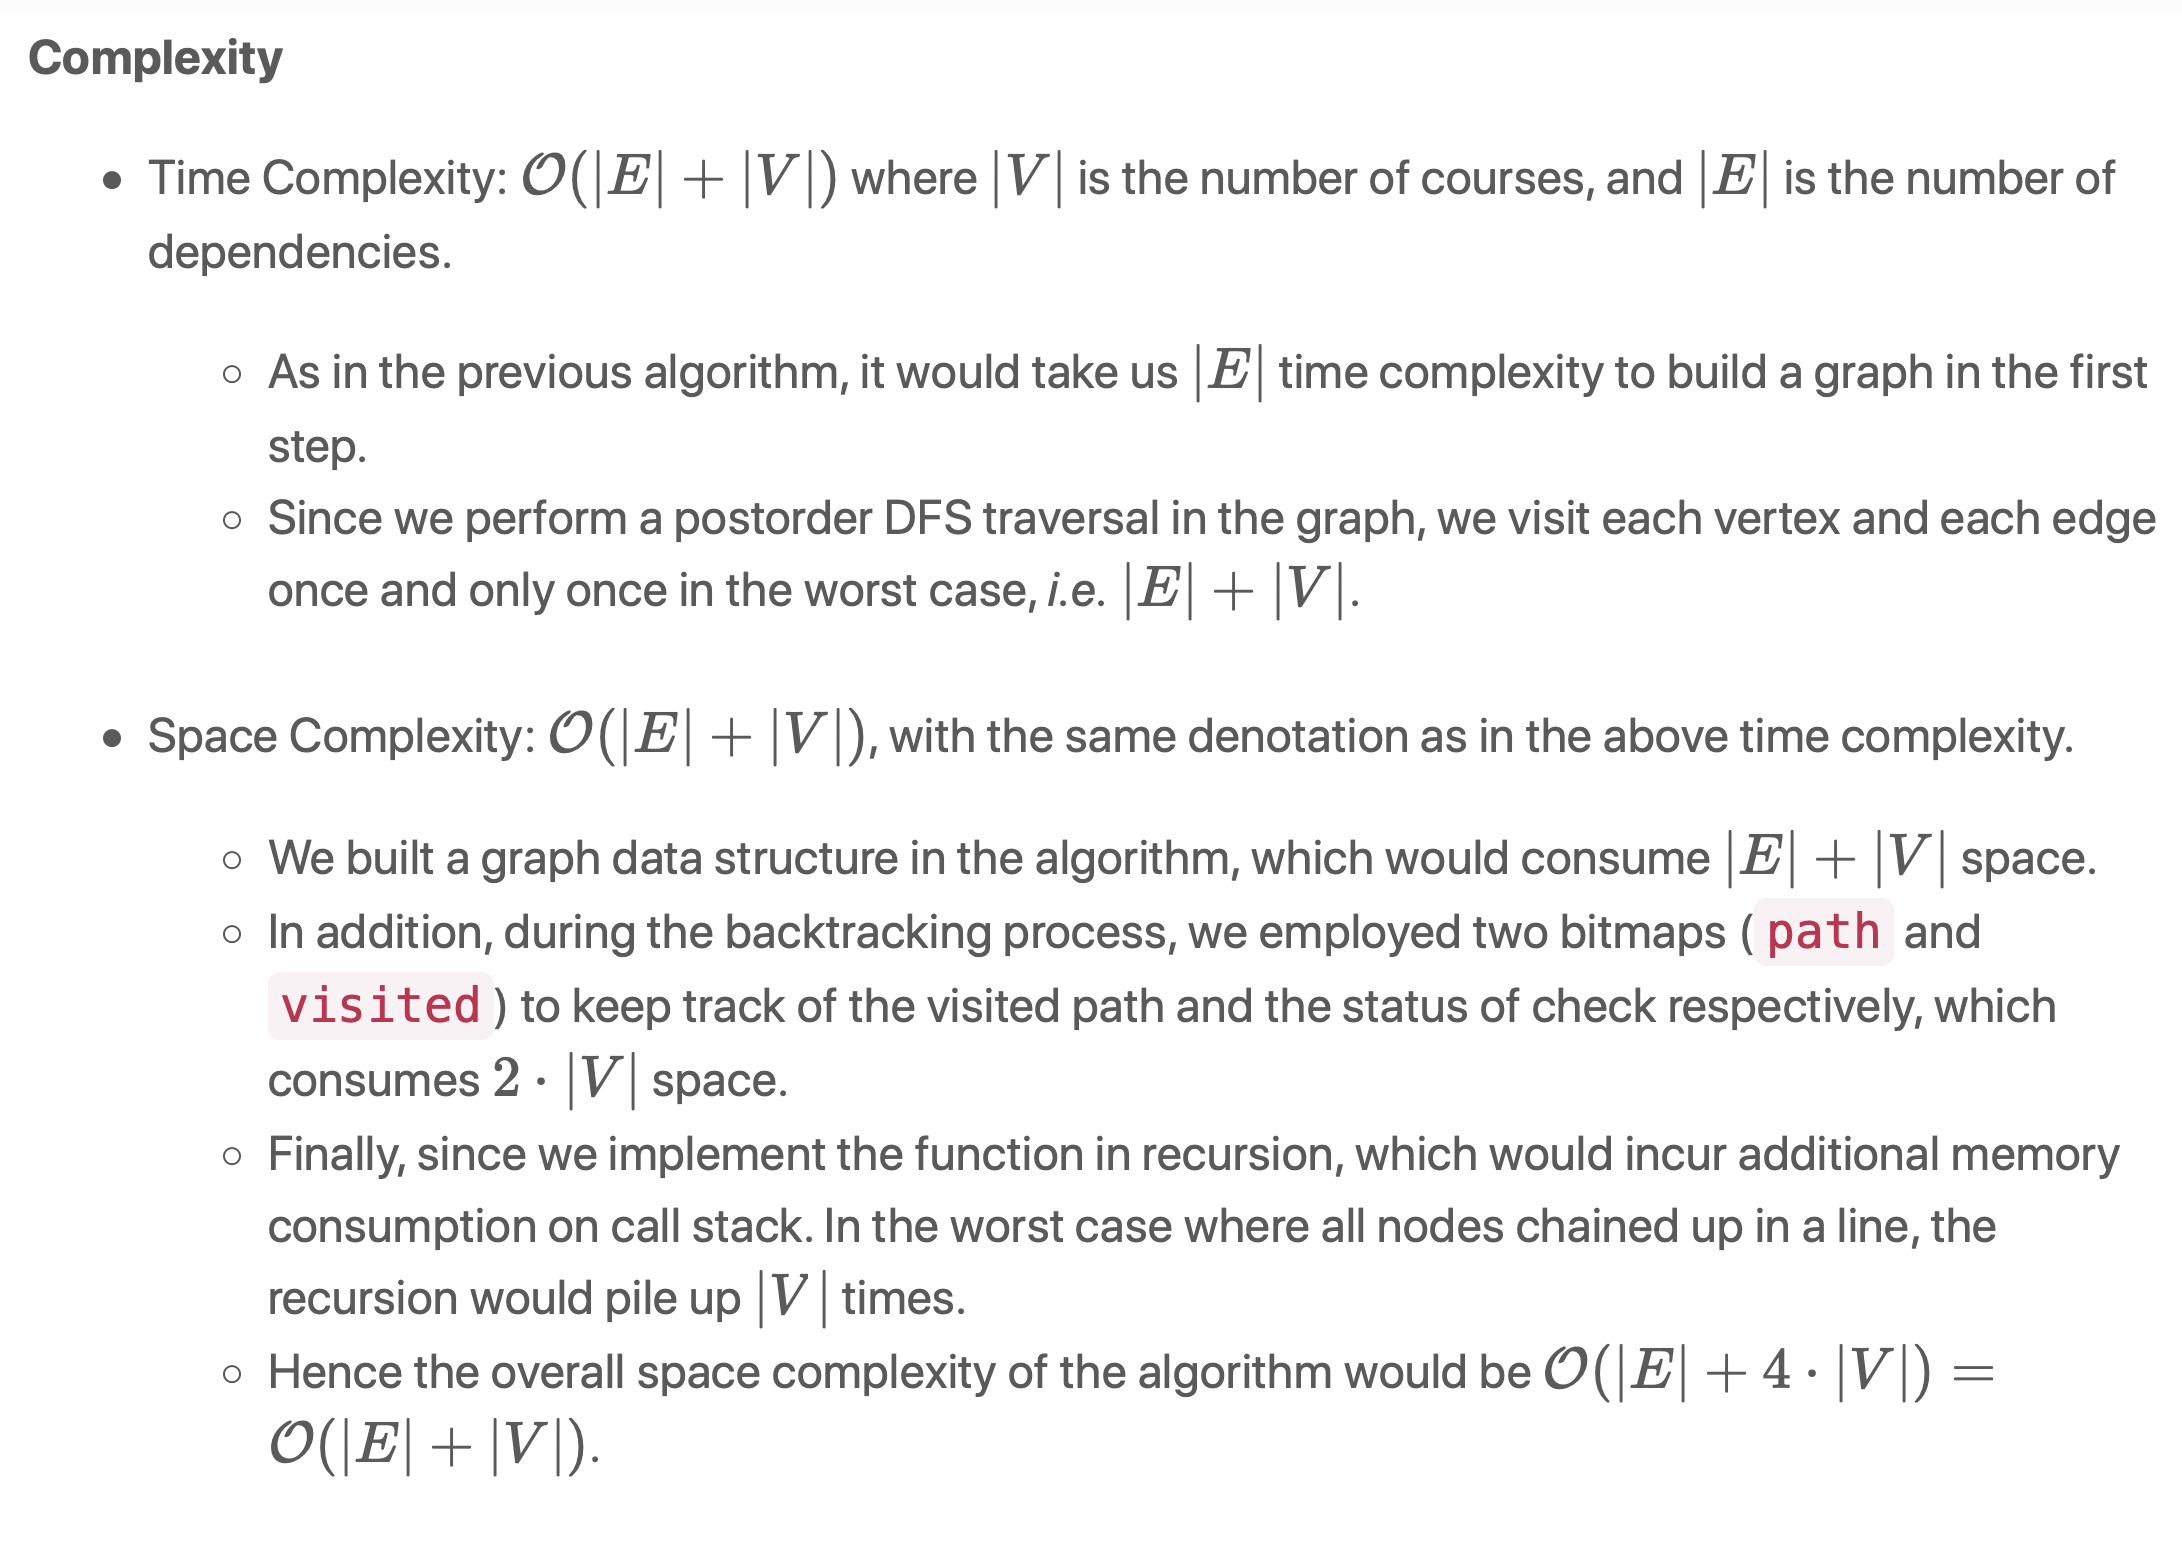 Complexity
• Time Complexity: 𝒪(|E| + |V|) where |V| is the number of courses, and |E| is the number of
dependencies.
○ As in the previous algorithm, it would take us |E| time complexity to build a graph in the first
step.
○ Since we perform a postorder DFS traversal in the graph, we visit each vertex and each edge
once and only once in the worst case, i.e. |E| + |V|.
• Space Complexity: 𝒪(|E| + |V|), with the same denotation as in the above time complexity.
○ We built a graph data structure in the algorithm, which would consume |E| + |V| space.
○ In addition, during the backtracking process, we employed two bitmaps (path and
visited) to keep track of the visited path and the status of check respectively, which
consumes 2 · |V| space.
○ Finally, since we implement the function in recursion, which would incur additional memory
consumption on call stack. In the worst case where all nodes chained up in a line, the
recursion would pile up |V| times.
○ Hence the overall space complexity of the algorithm would be 𝒪(|E| + 4 · |V|) =
𝒪(|E| + |V|).